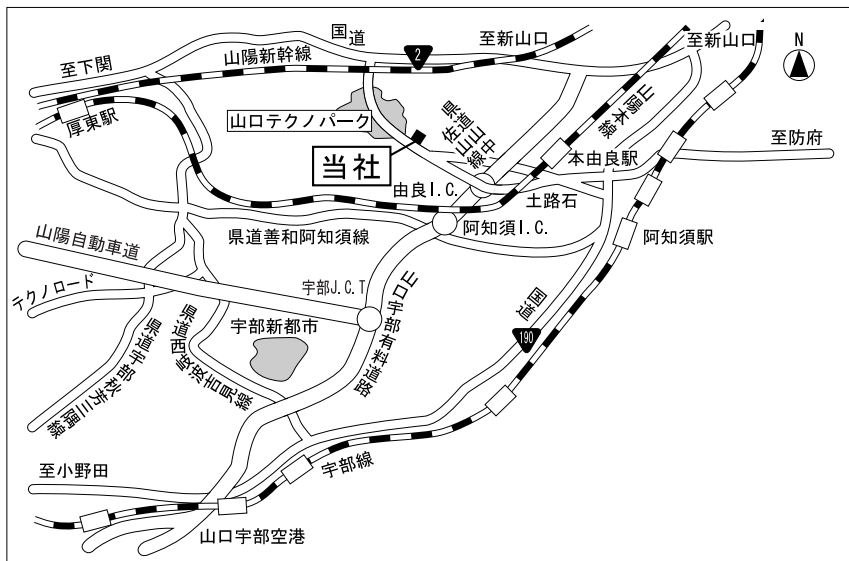 国道
至新山口
至新山口
N
山陽新幹線
2
至下関
山口テクノパーク
県道山中
佐山線
山陽本線
厚東駅
至防府
当社
本由良駅
由良I.C.
土路石
阿知須I.C.
県道善和阿知須線
阿知須駅
山陽自動車道
宇部J.C.T
テクノロード
山口宇部有料道路
国道
190
宇部新都市
県道西岐波吉見線
県道宇部秋芳三隅線
宇部線
至小野田
山口宇部空港